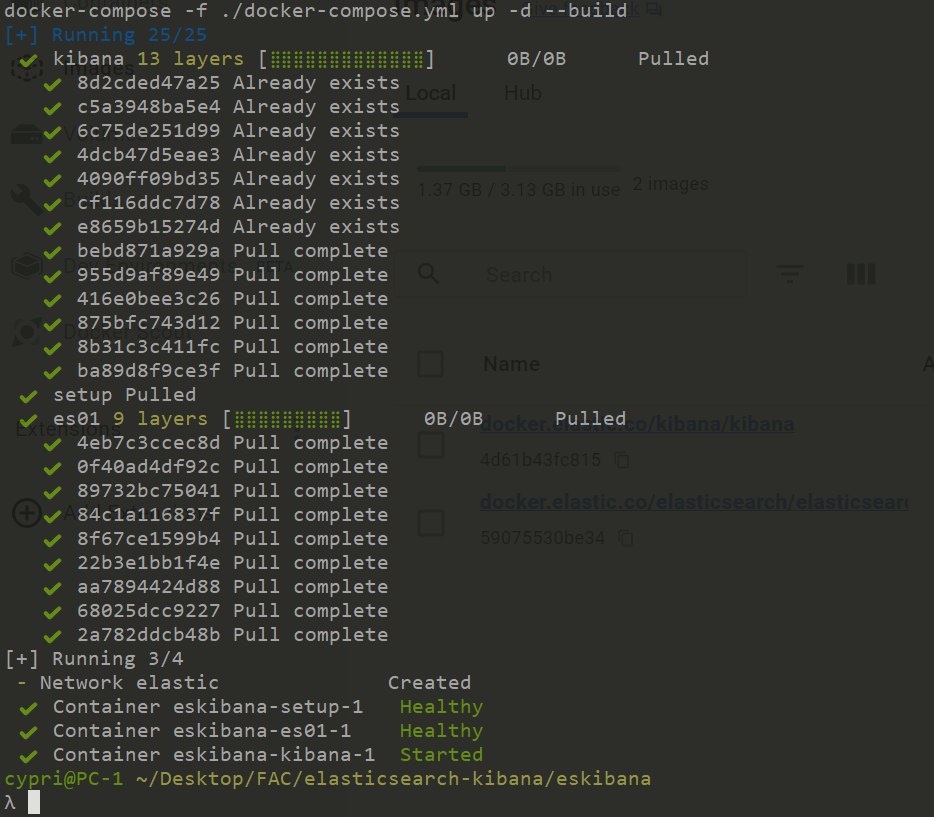 docker-compose -f ./docker-compose.yml up -d --build
[+] Running 25/25
✔ kibana 13 layers [⣿⣿⣿⣿⣿⣿⣿⣿⣿⣿⣿⣿⣿] 0B/0B Pulled
✔ 8d2cded47a25 Already exists
✔ c5a3948ba5e4 Already exists
✔ 6c75de251d99 Already exists
✔ 4dcb47d5eae3 Already exists
✔ 4090ff09bd35 Already exists
✔ cf116ddc7d78 Already exists
✔ e8659b15274d Already exists
✔ bebd871a929a Pull complete
✔ 955d9af89e49 Pull complete
✔ 416e0bee3c26 Pull complete
✔ 875bfc743d12 Pull complete
✔ 8b31c3c411fc Pull complete
✔ ba89d8f9ce3f Pull complete
✔ setup Pulled
✔ es01 9 layers [⣿⣿⣿⣿⣿⣿⣿⣿⣿] 0B/0B Pulled
✔ 4eb7c3ccec8d Pull complete
✔ 0f40ad4df92c Pull complete
✔ 89732bc75041 Pull complete
✔ 84c1a116837f Pull complete
✔ 8f67ce1599b4 Pull complete
✔ 22b3e1bb1f4e Pull complete
✔ aa7894424d88 Pull complete
✔ 68025dcc9227 Pull complete
✔ 2a782ddcb48b Pull complete
[+] Running 3/4
- Network elastic Created
✔ Container eskibana-setup-1 Healthy
✔ Container eskibana-es01-1 Healthy
✔ Container eskibana-kibana-1 Started
cypri@PC-1 ~/Desktop/FAC/elasticsearch-kibana/eskibana
λ
Images
Local Hub
1.37 GB / 3.13 GB in use 2 images
Search
Name
docker.elastic.co/kibana/kibana
4d61b43fc815
docker.elastic.co/elasticsearch/elasticsear
59075530be34
Images
Dev Environments BETA
Extensions